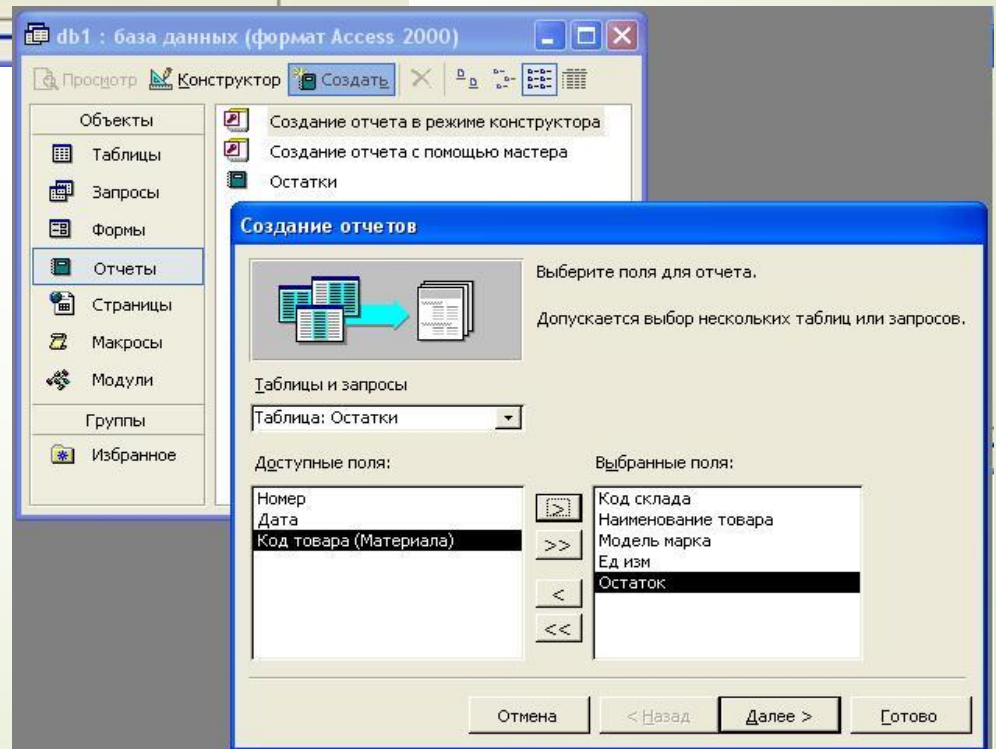 db1 : база данных (формат Access 2000)
Просмотр Конструктор Создать
Объекты
Таблицы
Запросы
Формы
Отчеты
Страницы
Макросы
Модули
Группы
Избранное
Создание отчета в режиме конструктора
Создание отчета с помощью мастера
Остатки
Создание отчетов
Выберите поля для отчета.
Допускается выбор нескольких таблиц или запросов.
Таблицы и запросы
Таблица: Остатки
Доступные поля:
Номер
Дата
Код товара (Материала)
>
>>
<
<<
Выбранные поля:
Код склада
Наименование товара
Модель марка
Ед изм
Остаток
Отмена < Назад Далее > Готово